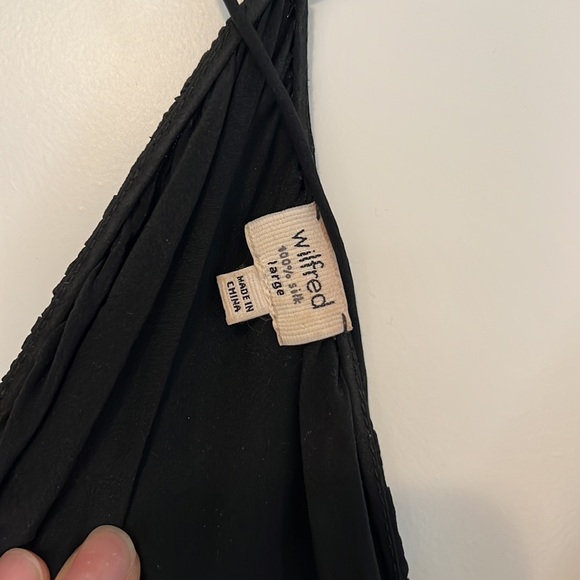 wilfred
100% silk
large
MADE IN
CHINA